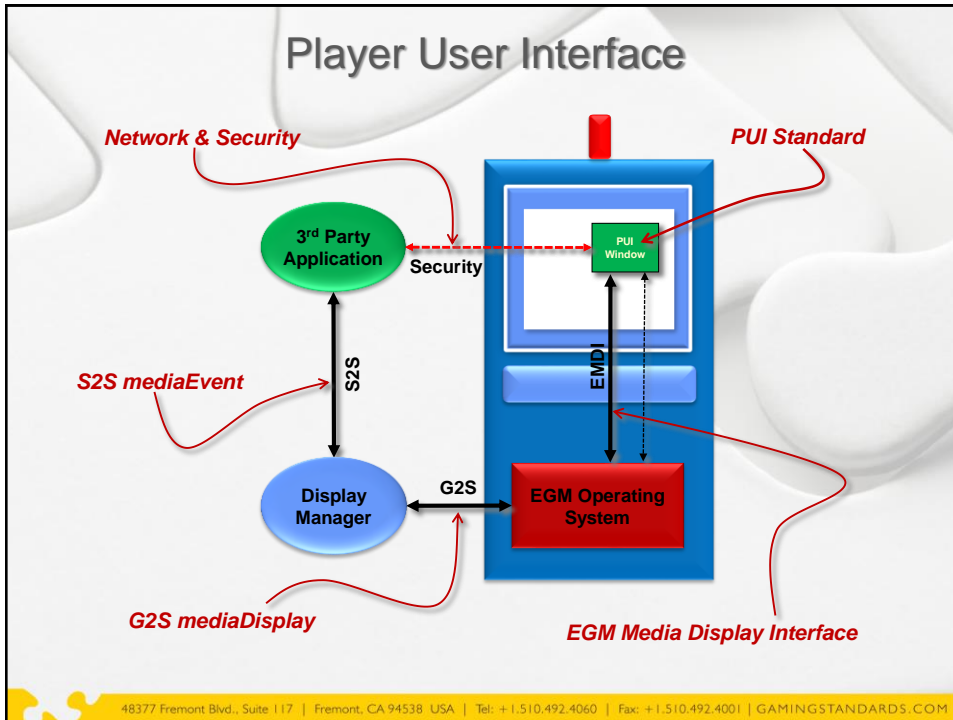 Player User Interface
Network & Security
PUI Standard
3rd Party
Application
Security
PUI
Window
S2S mediaEvent
S2S
EMDI
Display
Manager
G2S
EGM Operating
System
G2S mediaDisplay
EGM Media Display Interface
48377 Fremont Blvd., Suite 117 | Fremont, CA 94538 USA | Tel: +1.510.492.4060 | Fax: +1.510.492.4001 | GAMINGSTANDARDS.COM